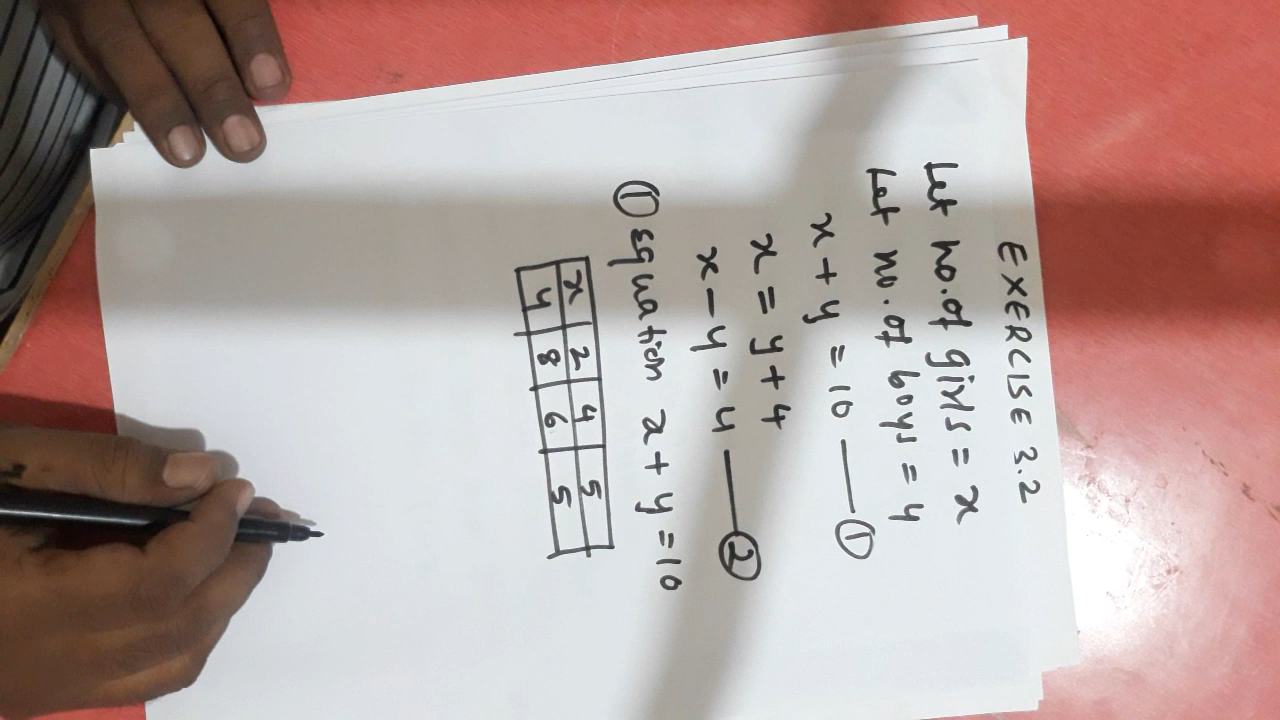 EXERCISE 3.2
Let no. of girls = x
Let no. of boys = y
x + y = 10 — ①
x = y + 4
x - y = 4 — ②
① Equation x + y = 10
x 2 4 5
y 8 6 5